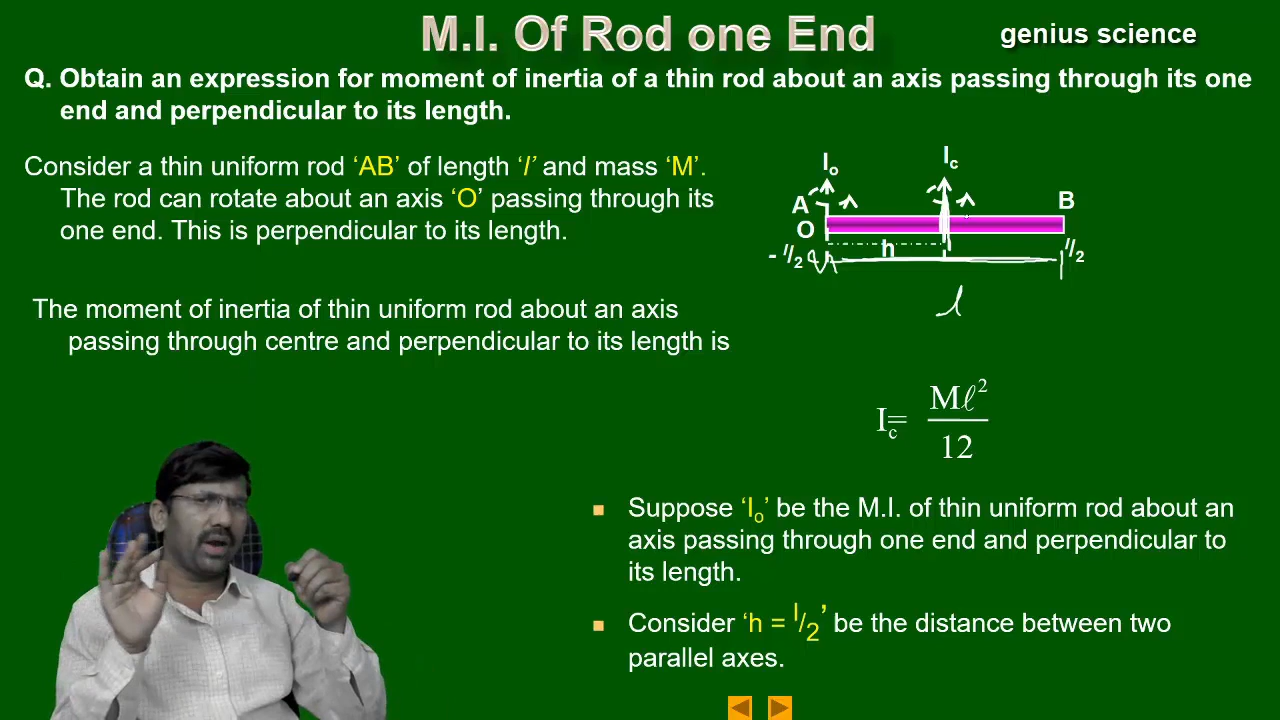 M.I. Of Rod one End
genius science
Q. Obtain an expression for moment of inertia of a thin rod about an axis passing through its one
end and perpendicular to its length.
Consider a thin uniform rod ‘AB’ of length ‘l’ and mass ‘M’.
The rod can rotate about an axis ‘O’ passing through its
one end. This is perpendicular to its length.
Io
Ic
A
B
O
h
- l/2
l/2
l
The moment of inertia of thin uniform rod about an axis
passing through centre and perpendicular to its length is
Ic = Mℓ²/12
Suppose ‘Io’ be the M.I. of thin uniform rod about an
axis passing through one end and perpendicular to
its length.
Consider ‘h = l/2’ be the distance between two
parallel axes.